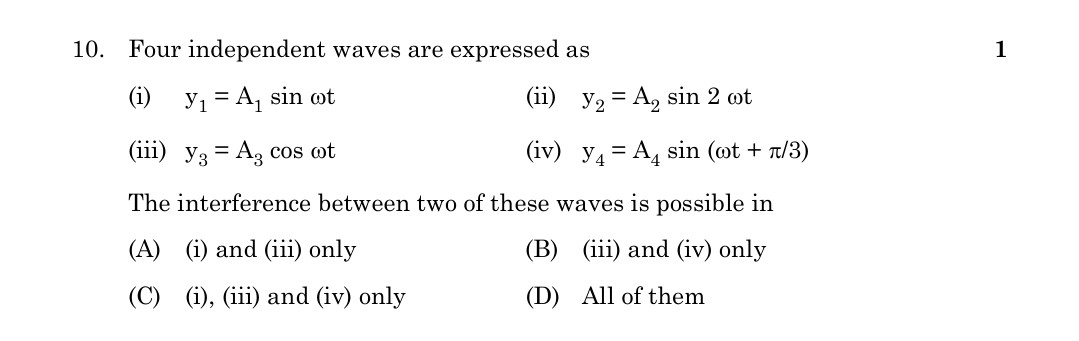 10. Four independent waves are expressed as 1
(i) y₁ = A₁ sin ωt (ii) y₂ = A₂ sin 2 ωt
(iii) y₃ = A₃ cos ωt (iv) y₄ = A₄ sin (ωt + π/3)
The interference between two of these waves is possible in
(A) (i) and (iii) only (B) (iii) and (iv) only
(C) (i), (iii) and (iv) only (D) All of them